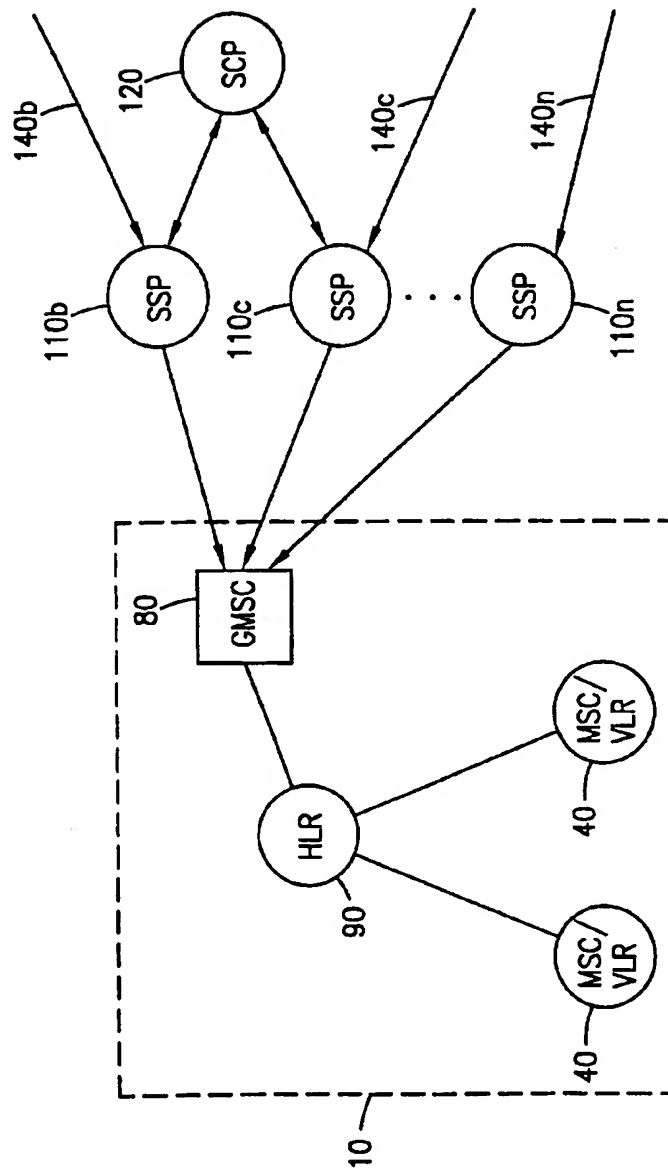 140b
120
SCP
110b
SSP
140c
110c
SSP
140n
SSP
110n
80
GMSC
HLR
90
MSC/
VLR
40
MSC/
VLR
40
10